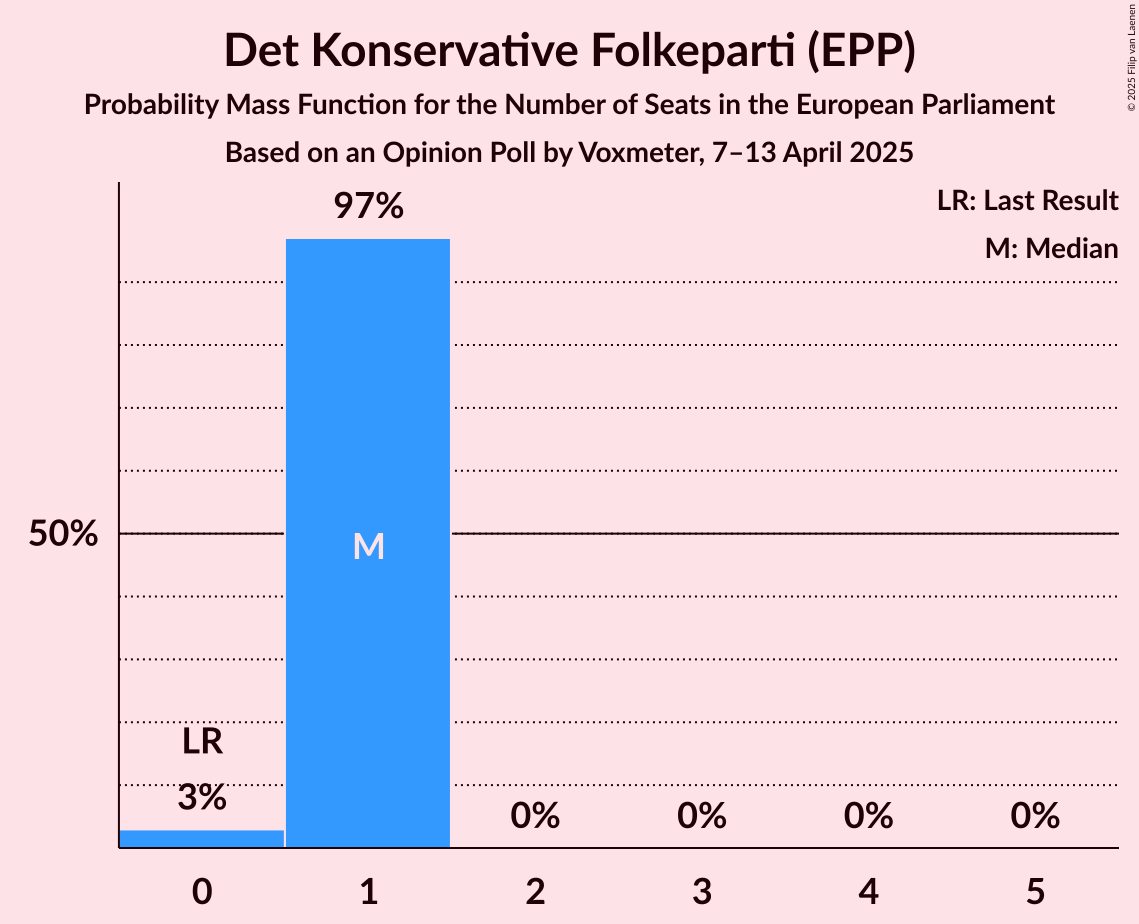 Det Konservative Folkeparti (EPP)
Probability Mass Function for the Number of Seats in the European Parliament
Based on an Opinion Poll by Voxmeter, 7–13 April 2025
© 2025 Filip van Laenen
LR: Last Result
M: Median
97%
50%
M
LR
3%
0% 0% 0% 0%
0 1 2 3 4 5